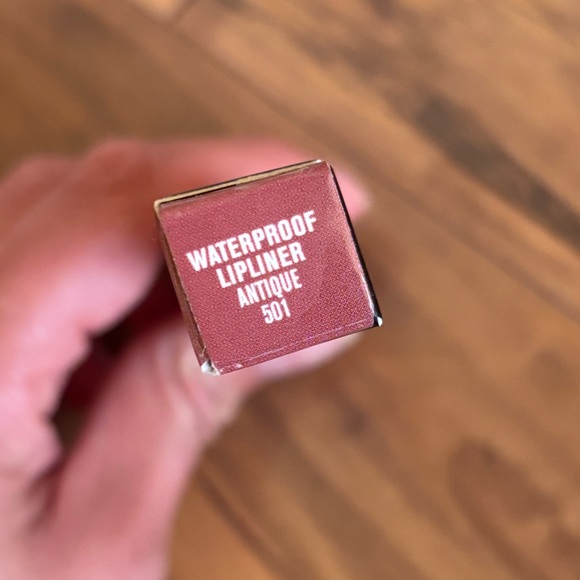 WATERPROOF
LIPLINER
ANTIQUE
501